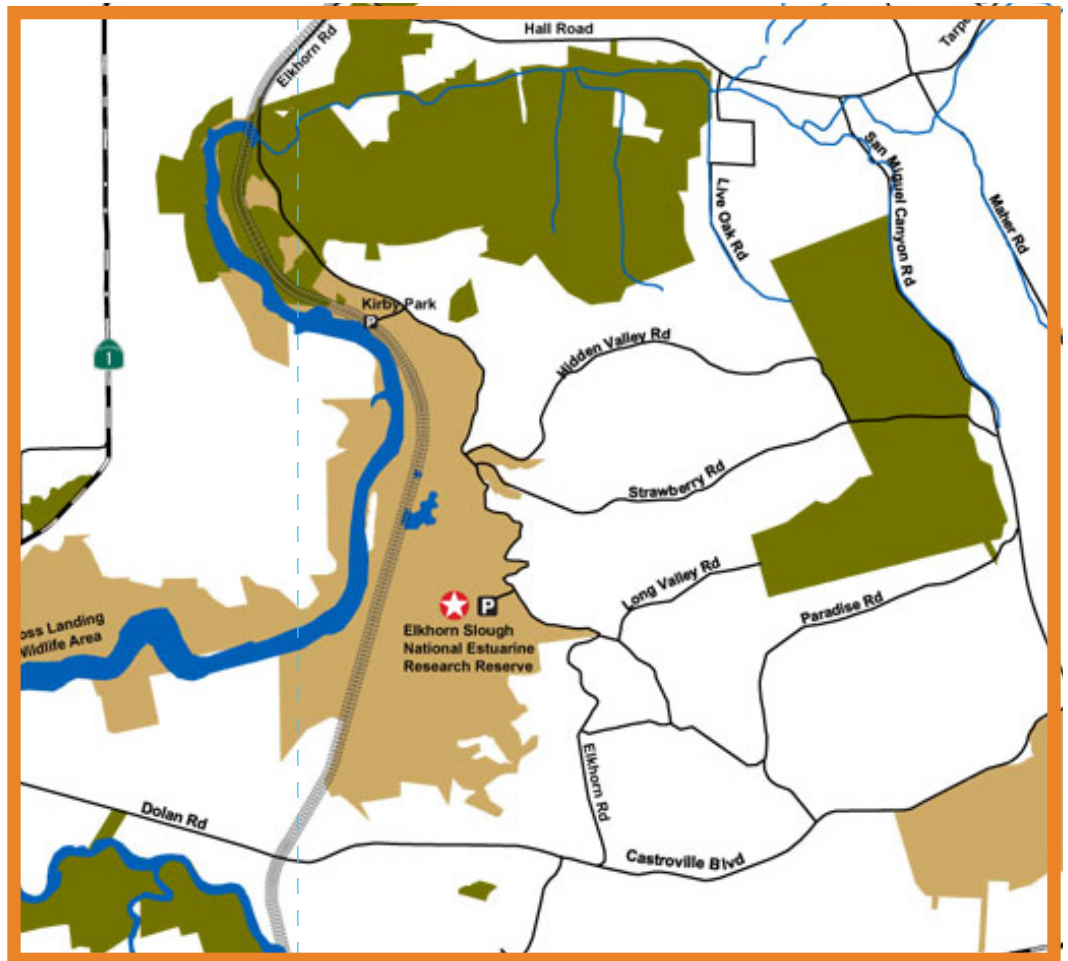 Hall Road
Elkhorn Rd
San Miguel Canyon Rd
Live Oak Rd
Maher Rd
Kirby Park
P
Hidden Valley Rd
1
Strawberry Rd
Long Valley Rd
Paradise Rd
P
Elkhorn Slough
National Estuarine
Research Reserve
oss Landing
Wildlife Area
Elkhorn Rd
Dolan Rd
Castroville Blvd